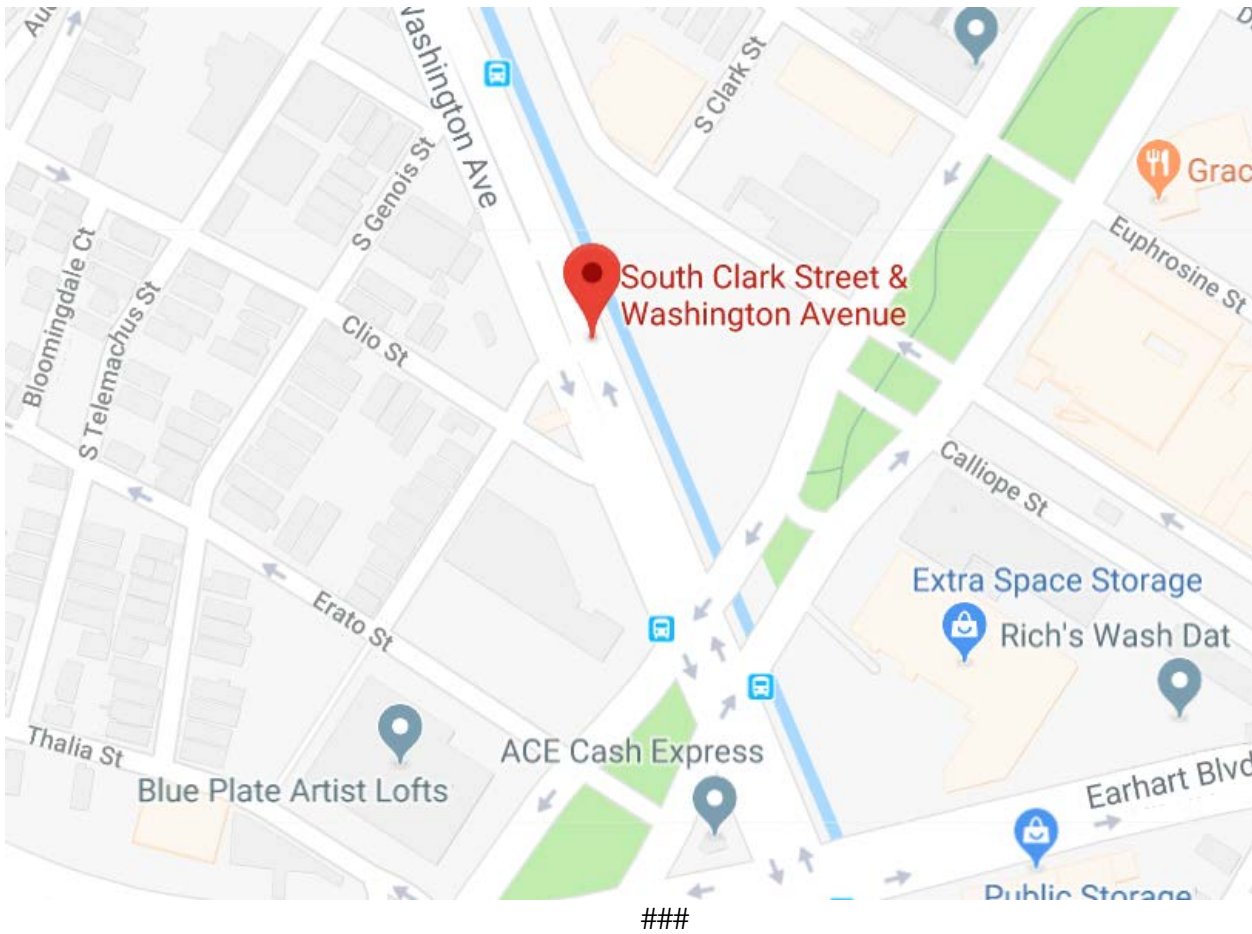 Washington Ave
S Clark St
S Genois St
Grac
Euphrosine St
Bloomingdale Ct
S Telemachus St
South Clark Street &
Washington Avenue
Clio St
Calliope St
Erato St
Extra Space Storage
Rich's Wash Dat
Thalia St
ACE Cash Express
Blue Plate Artist Lofts
Earhart Blvd
Public Storage
###